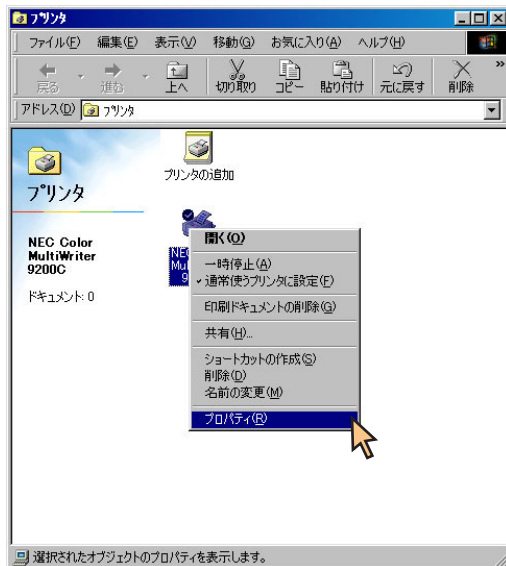 プリンタ
ファイル(F) 編集(E) 表示(V) 移動(G) お気に入り(A) ヘルプ(H)
戻る 進む 上へ 切り取り コピー 貼り付け 元に戻す 削除 »
アドレス(D) プリンタ
プリンタ
NEC Color
MultiWriter
9200C
ドキュメント: 0
プリンタの追加
NE
Mu
9
開く(O)
一時停止(A)
通常使うプリンタに設定(F)
印刷ドキュメントの削除(G)
共有(H)...
ショートカットの作成(S)
削除(D)
名前の変更(M)
プロパティ(R)
選択されたオブジェクトのプロパティを表示します。